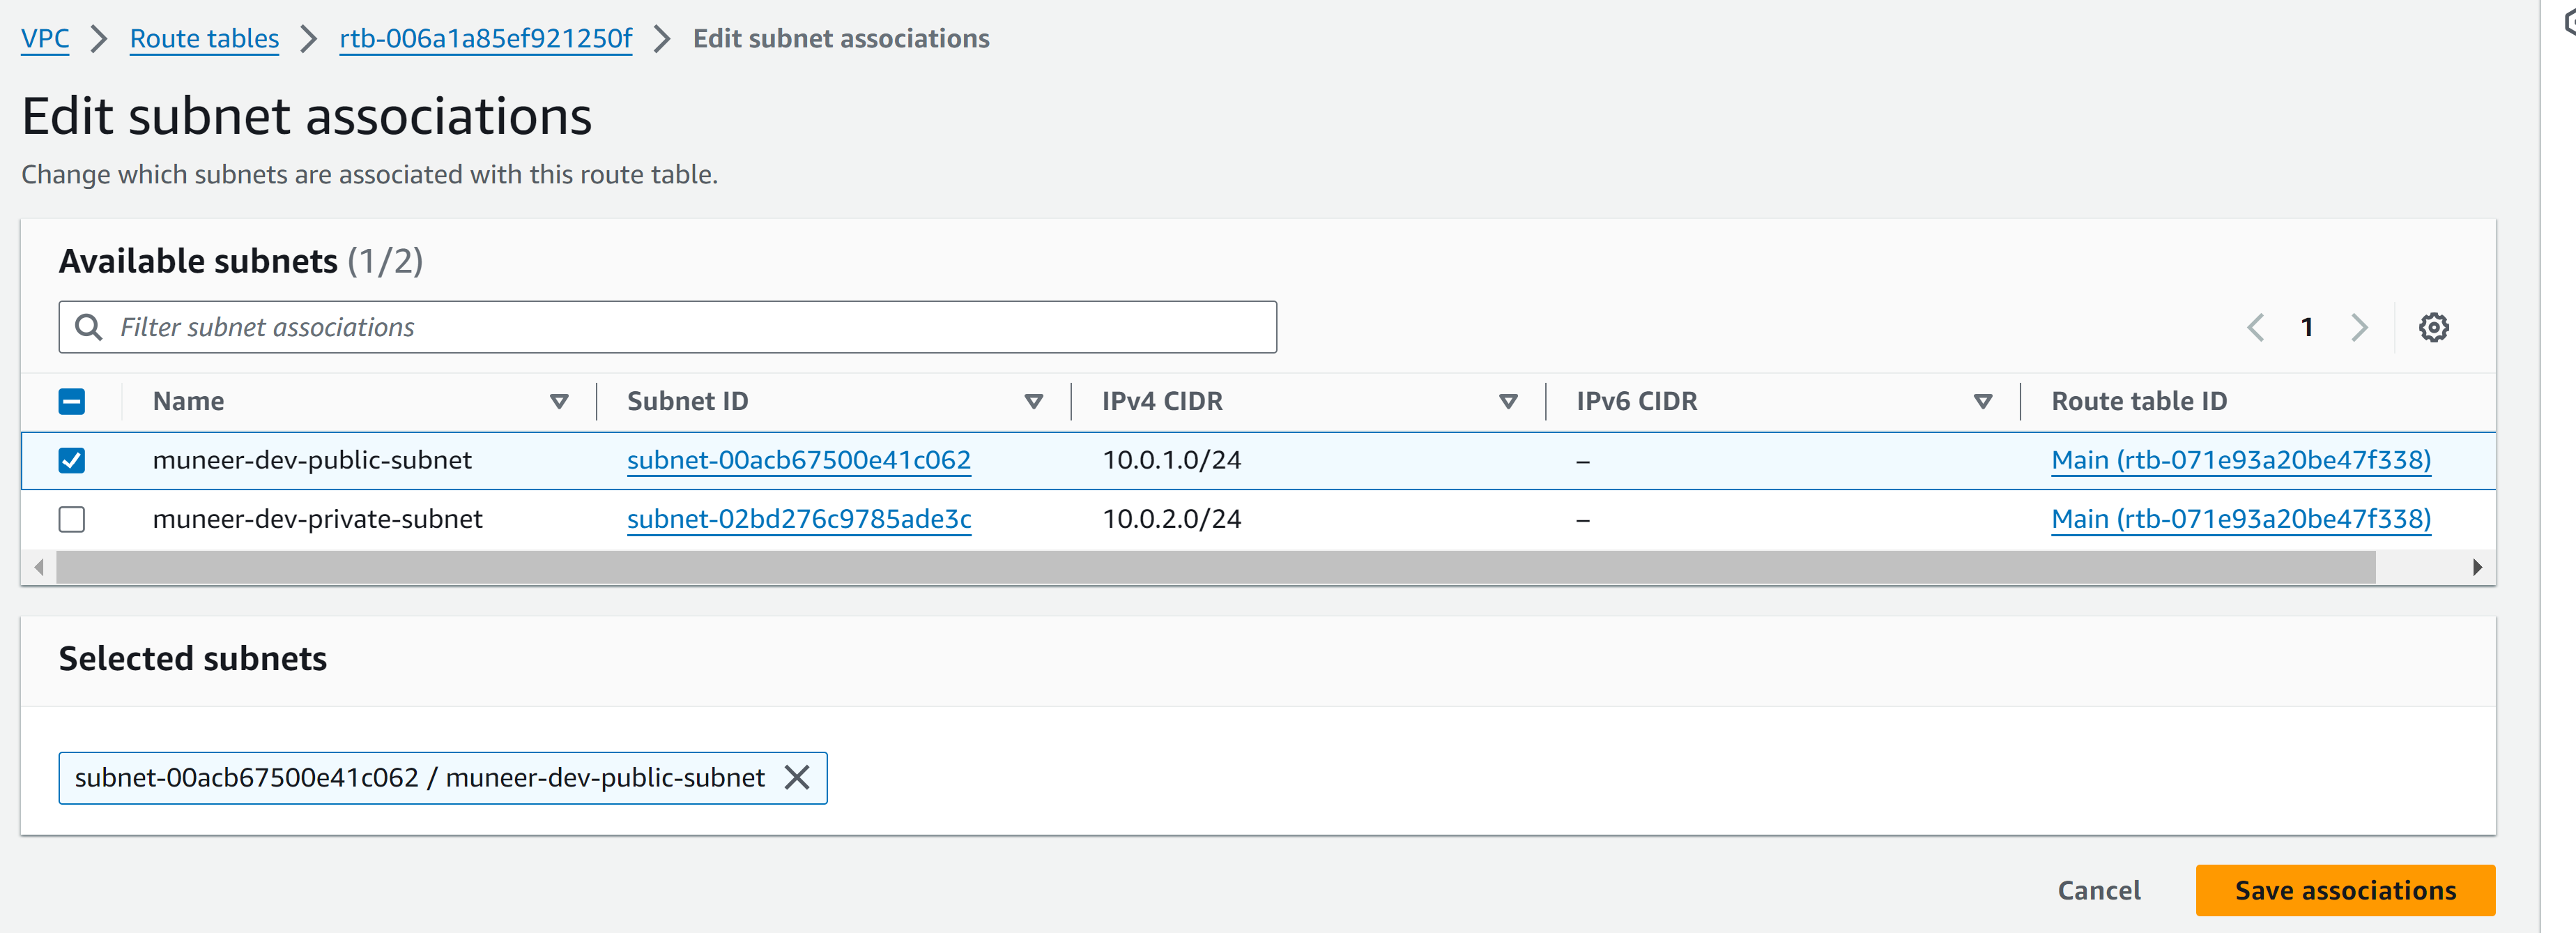 VPC Route tables rtb-006a1a85ef921250f Edit subnet associations
Edit subnet associations
Change which subnets are associated with this route table.
Available subnets (1/2)
Filter subnet associations
1
Name Subnet ID IPv4 CIDR IPv6 CIDR Route table ID
muneer-dev-public-subnet subnet-00acb67500e41c062 10.0.1.0/24 – Main (rtb-071e93a20be47f338)
muneer-dev-private-subnet subnet-02bd276c9785ade3c 10.0.2.0/24 – Main (rtb-071e93a20be47f338)
Selected subnets
subnet-00acb67500e41c062 / muneer-dev-public-subnet
Cancel Save associations